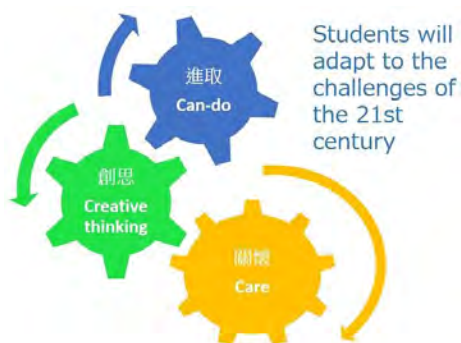 進取
Can-do
Students will
adapt to the
challenges of
the 21st
century
創思
Creative
thinking
關懷
Care